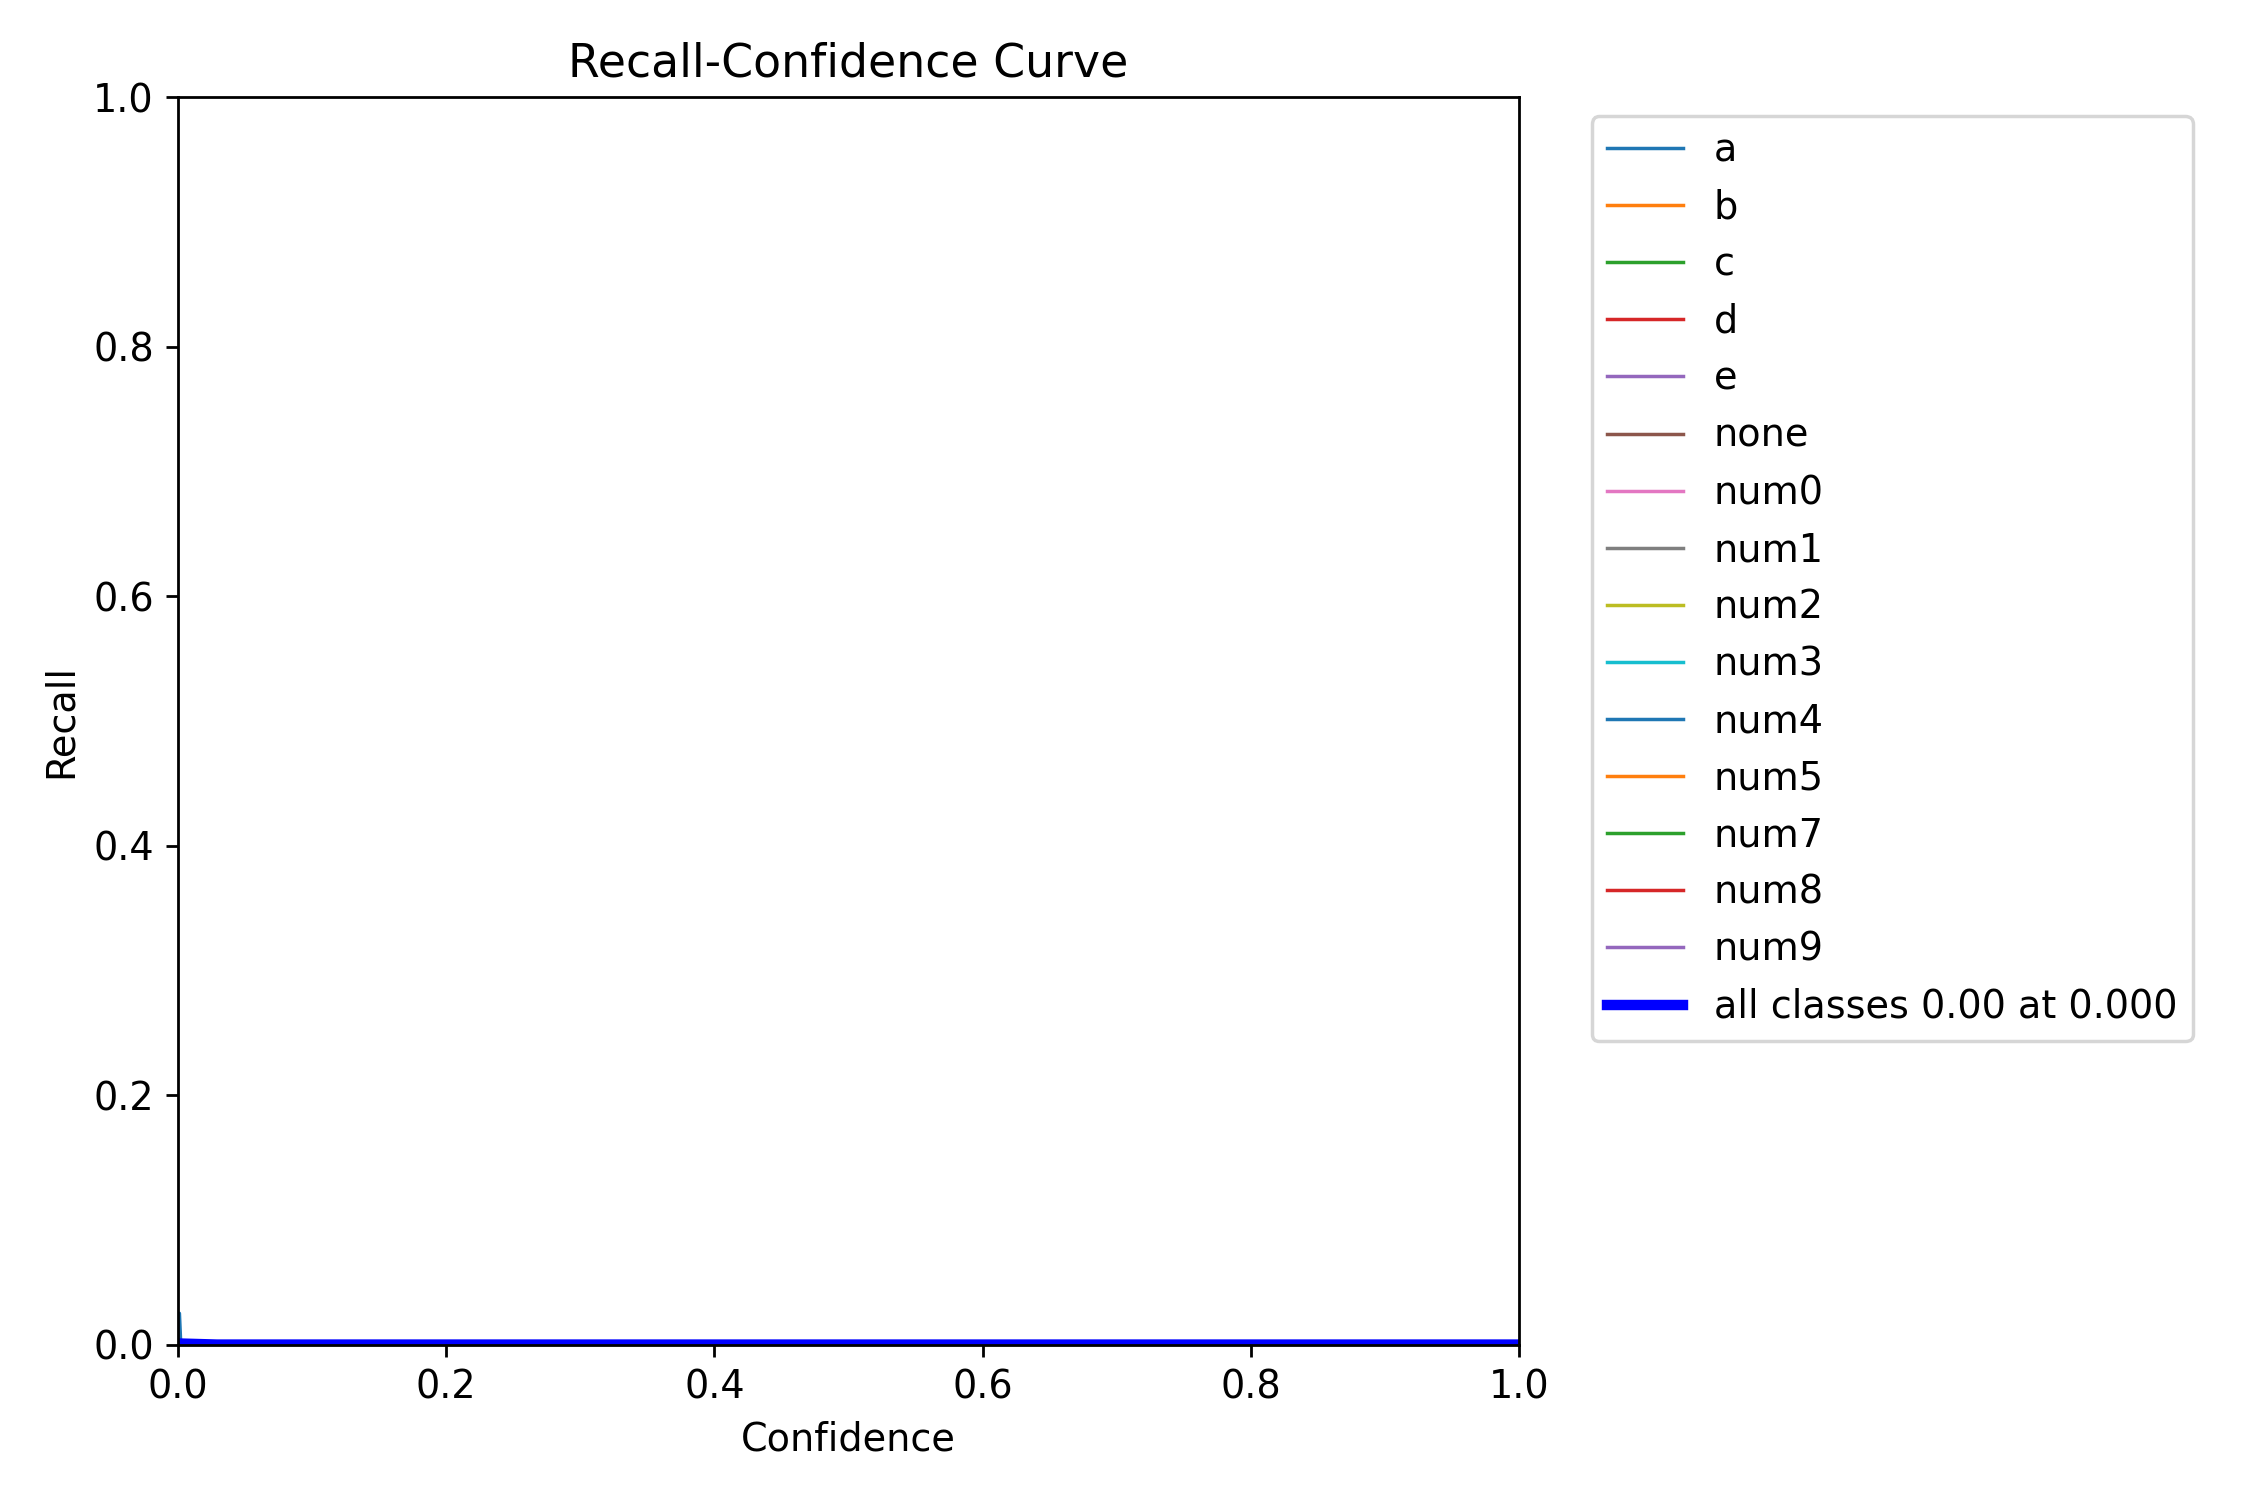 Recall-Confidence Curve
1.0
0.8
0.6
0.4
0.2
0.0
Recall
0.0 0.2 0.4 0.6 0.8 1.0
Confidence
a
b
c
d
e
none
num0
num1
num2
num3
num4
num5
num7
num8
num9
all classes 0.00 at 0.000